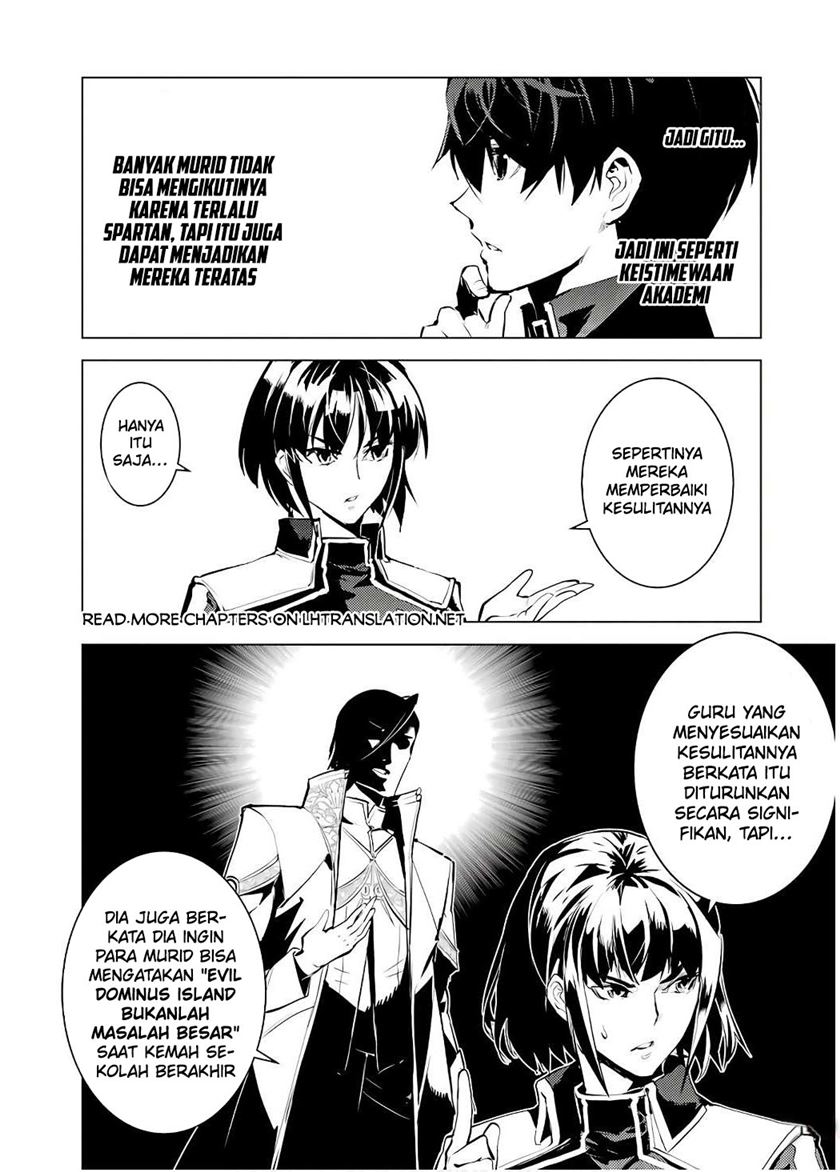 JADI GITU...
JADI INI SEPERTI
KEISTIMEWAAN
AKADEMI
BANYAK MURID TIDAK
BISA MENGIKUTINYA
KARENA TERLALU
SPARTAN, TAPI ITU JUGA
DAPAT MENJADIKAN
MEREKA TERATAS
SEPERTINYA
MEREKA
MEMPERBAIKI
KESULITANNYA
HANYA
ITU
SAJA...
READ MORE CHAPTERS ON LHTRANSLATION.NET
GURU YANG
MENYESUAIKAN
KESULITANNYA
BERKATA ITU
DITURUNKAN
SECARA SIGNI-
FIKAN, TAPI...
DIA JUGA BER-
KATA DIA INGIN
PARA MURID BISA
MENGATAKAN "EVIL
DOMINUS ISLAND
BUKANLAH
MASALAH BESAR"
SAAT KEMAH SE-
KOLAH BERAKHIR